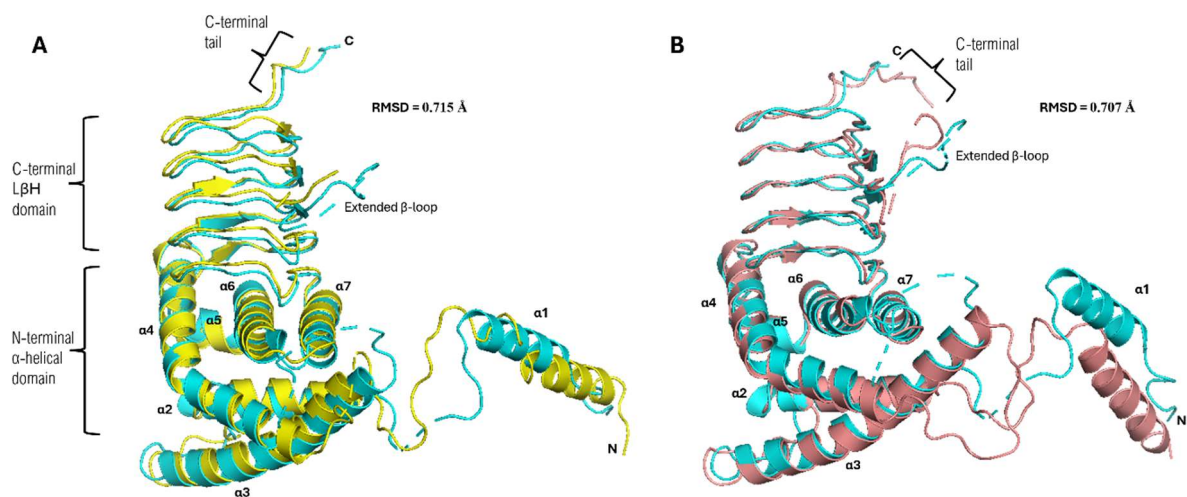 A
C-terminal
tail
C
RMSD = 0.715 Å
C-terminal
LβH
domain
Extended β-loop
N-terminal
α-helical
domain
α6
α7
α4
α5
α1
α2
N
α3
B
C
C-terminal
tail
RMSD = 0.707 Å
Extended β-loop
α6
α7
α1
α4
α5
α2
N
α3